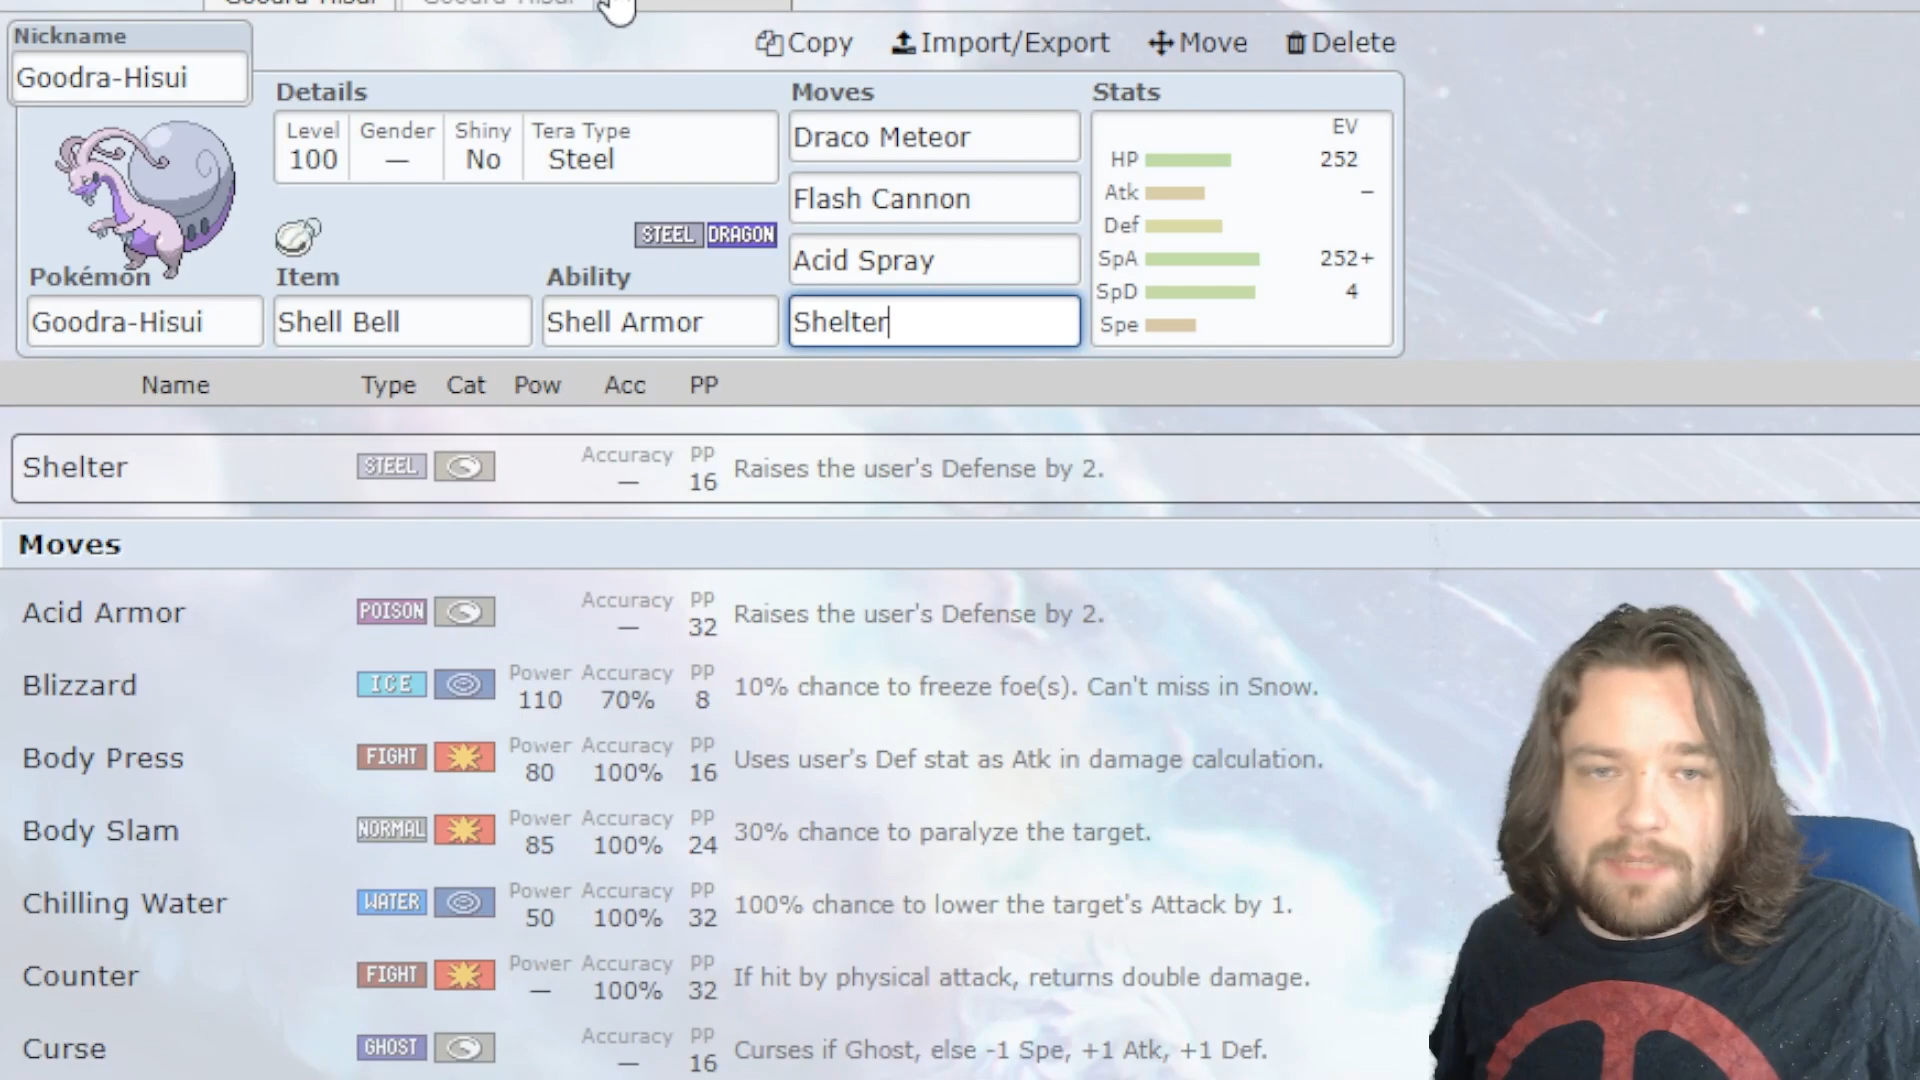 Goodra-Hisui Goodra-Hisui
Nickname
Goodra-Hisui
Copy Import/Export Move Delete
Details Moves Stats
Level Gender Shiny Tera Type
100 — No Steel
Draco Meteor
Flash Cannon
Acid Spray
Shelter
STEEL DRAGON
Pokémon Item Ability
Goodra-Hisui Shell Bell Shell Armor
EV
HP 252
Atk –
Def
SpA 252+
SpD 4
Spe
Name Type Cat Pow Acc PP
Shelter STEEL Accuracy — PP 16 Raises the user's Defense by 2.
Moves
Acid Armor POISON Accuracy — PP 32 Raises the user's Defense by 2.
Blizzard ICE Power 110 Accuracy 70% PP 8 10% chance to freeze foe(s). Can't miss in Snow.
Body Press FIGHT Power 80 Accuracy 100% PP 16 Uses user's Def stat as Atk in damage calculation.
Body Slam NORMAL Power 85 Accuracy 100% PP 24 30% chance to paralyze the target.
Chilling Water WATER Power 50 Accuracy 100% PP 32 100% chance to lower the target's Attack by 1.
Counter FIGHT Power — Accuracy 100% PP 32 If hit by physical attack, returns double damage.
Curse GHOST Accuracy — PP 16 Curses if Ghost, else -1 Spe, +1 Atk, +1 Def.